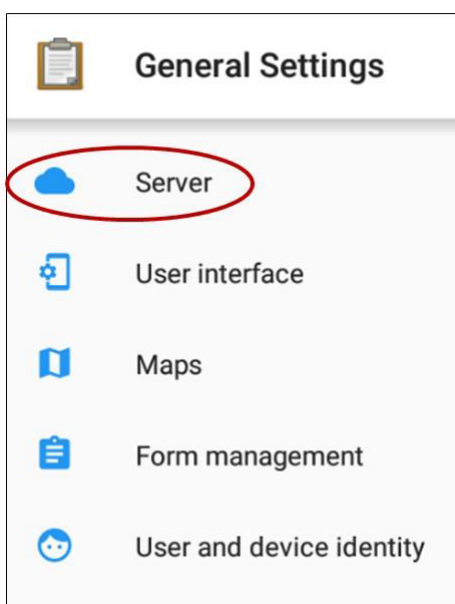 General Settings
Server
User interface
Maps
Form management
User and device identity